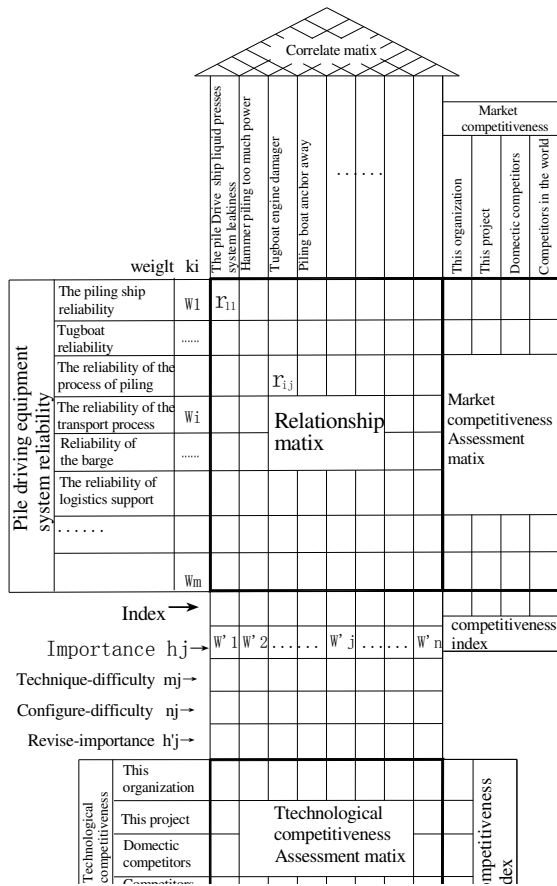 Correlate matix
The pile Drive ship liquid presses
system leakiness
Hammer piling too much power
Tugboat engine damager
Piling boat anchor away
......
Market
competitiveness
This organization
This project
Domectic competitors
Competitors in the world
weiglt ki
Pile driving equipment
system reliability
The piling ship
reliability
W1
r11
Tugboat
reliability
......
The reliability of the
process of piling
rij
The reliability of the
transport process
Wi
Relationship
matix
Reliability of
the barge
......
The reliability of
logistics support
......
Wm
Market
competitiveness
Assessment
matix
Index
competitiveness
index
Importance hj
W'1 W'2 ...... W'j ...... W'n
Technique-difficulty mj
Configure-difficulty nj
Revise-importance h'j
Technological
competitiveness
This
organization
This project
Domectic
competitors
Competitors
Ttechnological
competitiveness
Assessment matix
competitiveness
index